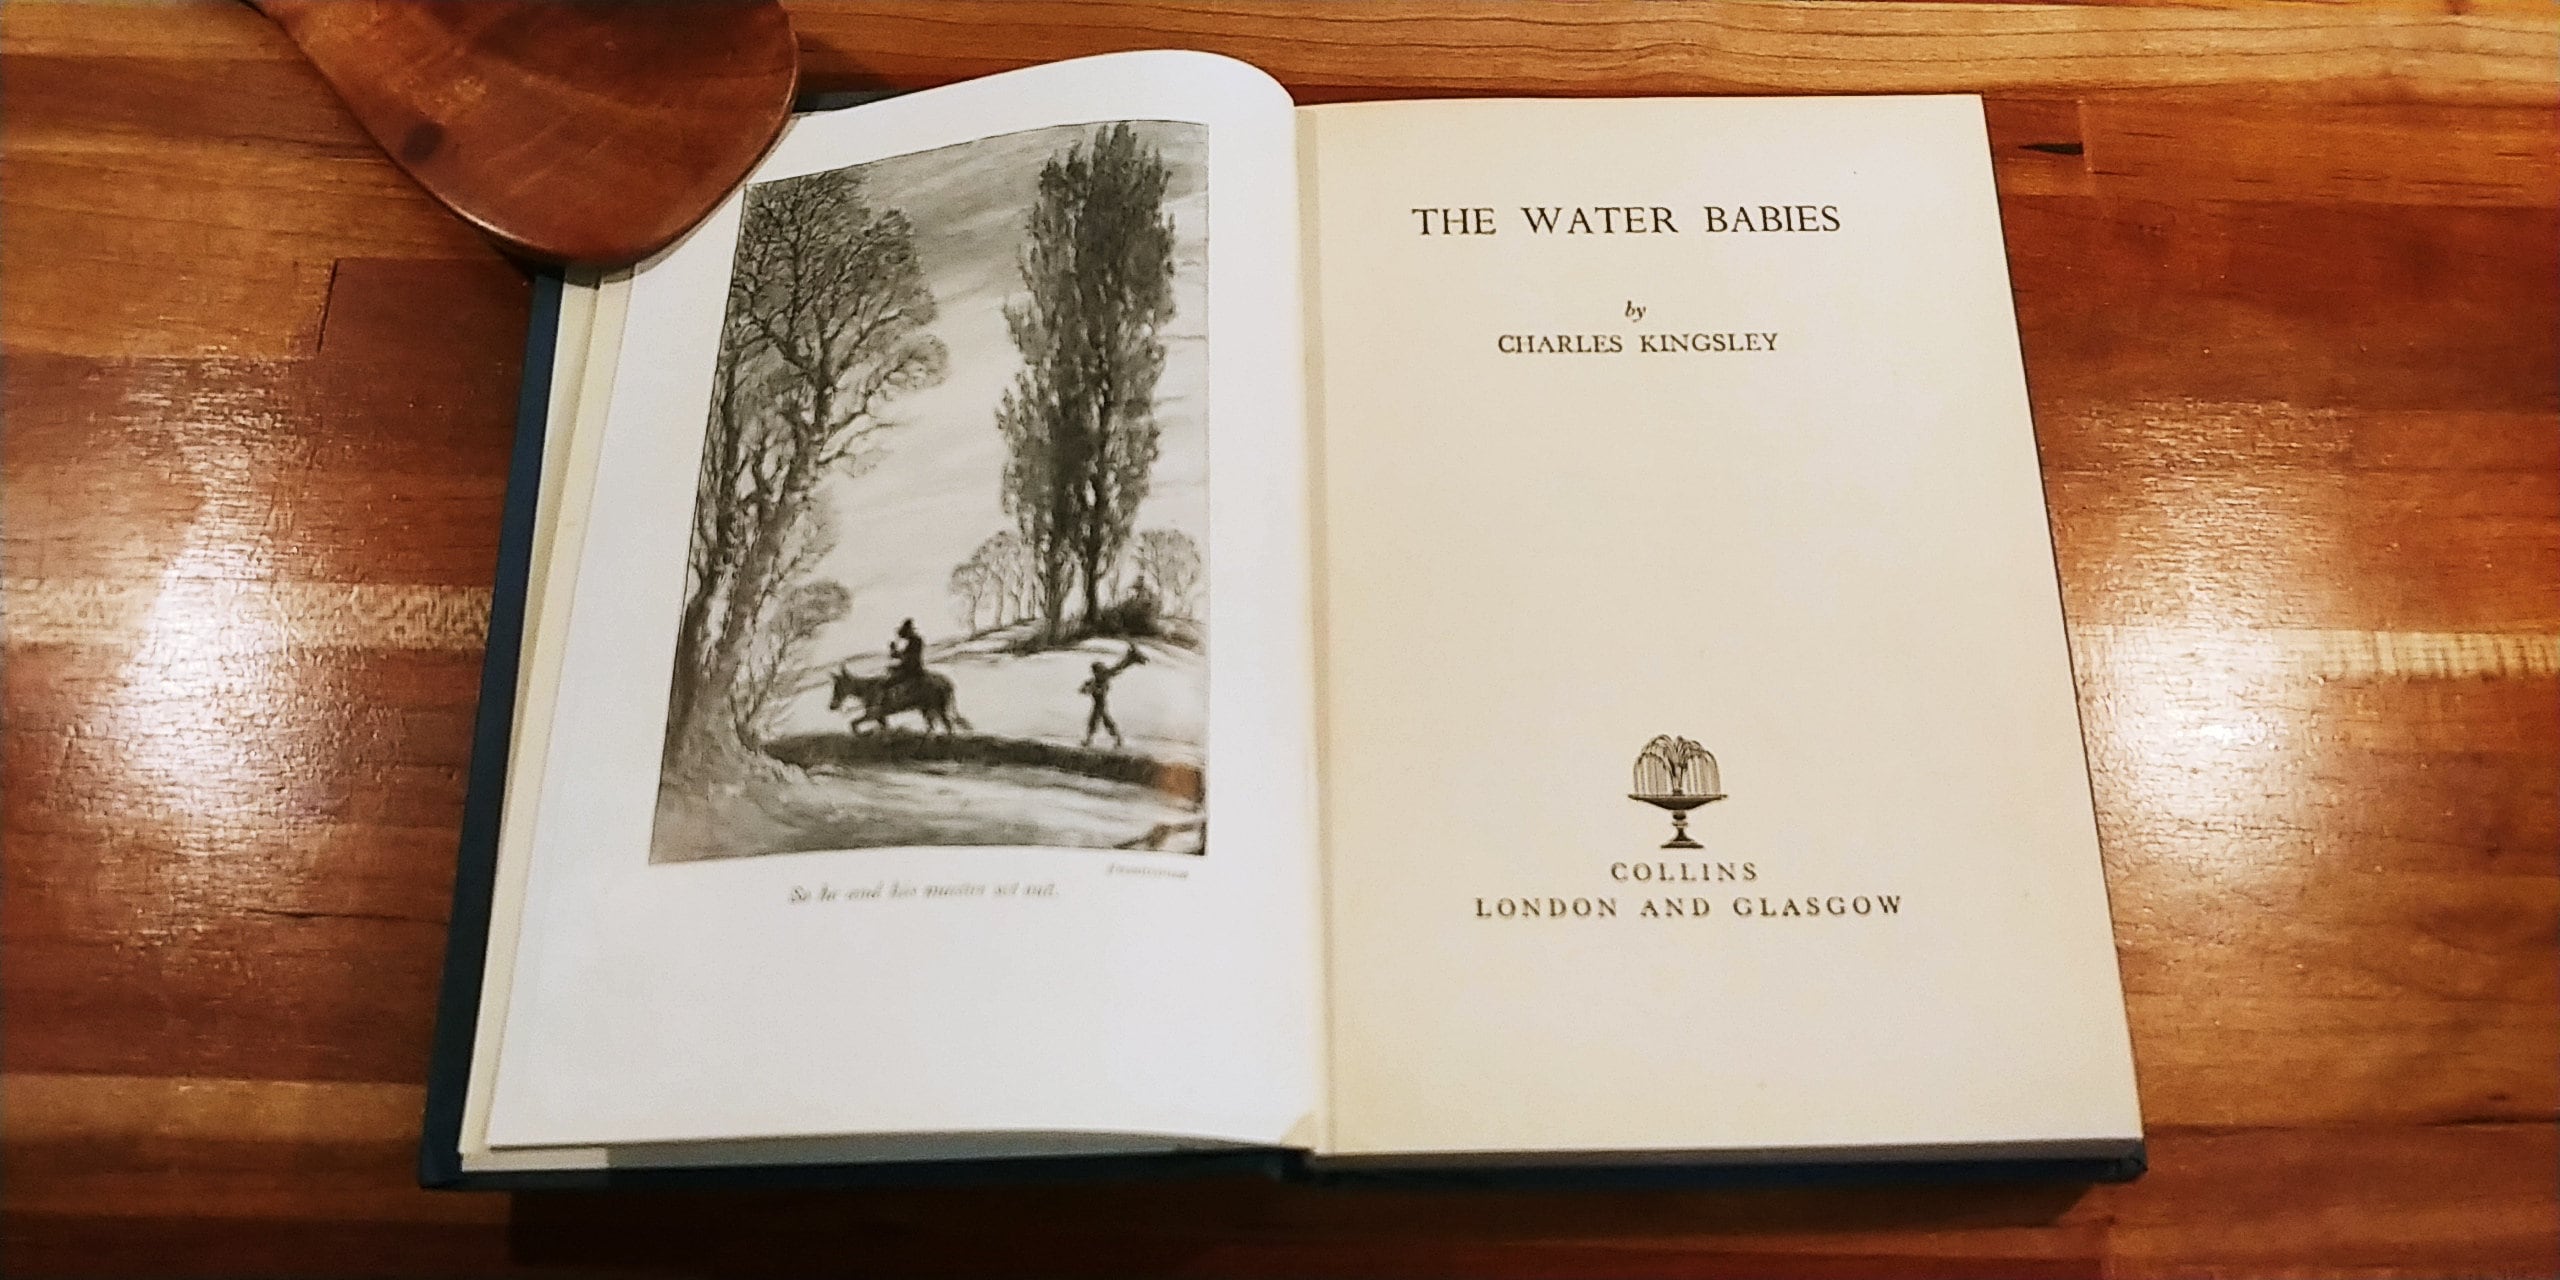 So he and his master set out.
THE WATER BABIES
by
CHARLES KINGSLEY
COLLINS
LONDON AND GLASGOW